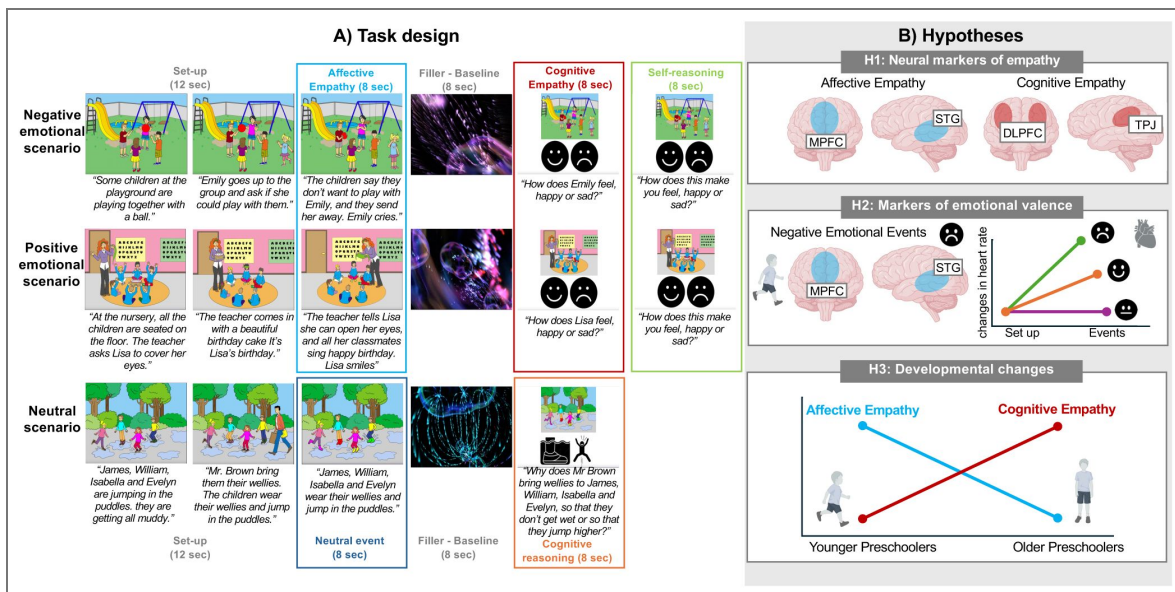 A) Task design
Set-up
(12 sec)
Affective
Empathy (8 sec)
Filler - Baseline
(8 sec)
Cognitive
Empathy (8 sec)
Self-reasoning
(8 sec)
Negative
emotional
scenario
“Some children at the
playground are
playing together with
a ball.”
“Emily goes up to the
group and ask if she
could play with them.”
“The children say they
don’t want to play with
Emily, and they send
her away. Emily cries.”
“How does Emily feel,
happy or sad?”
“How does this make
you feel, happy or
sad?”
Positive
emotional
scenario
“At the nursery, all the
children are seated on
the floor. The teacher
asks Lisa to cover her
eyes.”
“The teacher comes in
with a beautiful
birthday cake It’s
Lisa’s birthday.”
“The teacher tells Lisa
she can open her eyes,
and all her classmates
sing happy birthday.
Lisa smiles”
“How does Lisa feel,
happy or sad?”
“How does this make
you feel, happy or
sad?”
Neutral
scenario
“James, William,
Isabella and Evelyn
are jumping in the
puddles. they are
getting all muddy.”
“Mr. Brown bring
them their wellies.
The children wear
their wellies and jump
in the puddles.”
“James, William,
Isabella and Evelyn
wear their wellies and
jump in the puddles.”
“Why does Mr Brown
bring wellies to James,
William, Isabella and
Evelyn, so that they
don’t get wet or so that
they jump higher?”
Set-up
(12 sec)
Neutral event
(8 sec)
Filler - Baseline
(8 sec)
Cognitive
reasoning (8 sec)
B) Hypotheses
H1: Neural markers of empathy
Affective Empathy
Cognitive Empathy
MPFC
STG
DLPFC
TPJ
H2: Markers of emotional valence
Negative Emotional Events
MPFC
STG
changes in heart rate
Set up
Events
H3: Developmental changes
Affective Empathy
Cognitive Empathy
Younger Preschoolers
Older Preschoolers